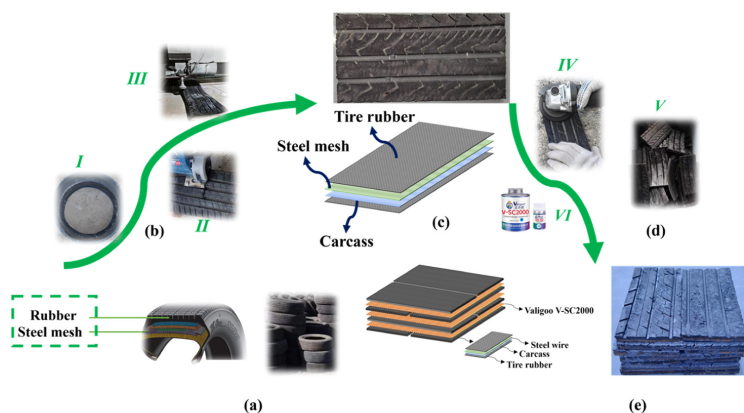 III
I
II
(b)
Tire rubber
Steel mesh
Carcass
(c)
IV
V
VI
V-SC2000
(d)
Rubber
Steel mesh
(a)
Valigoo V-SC2000
Steel wire
Carcass
Tire rubber
(e)